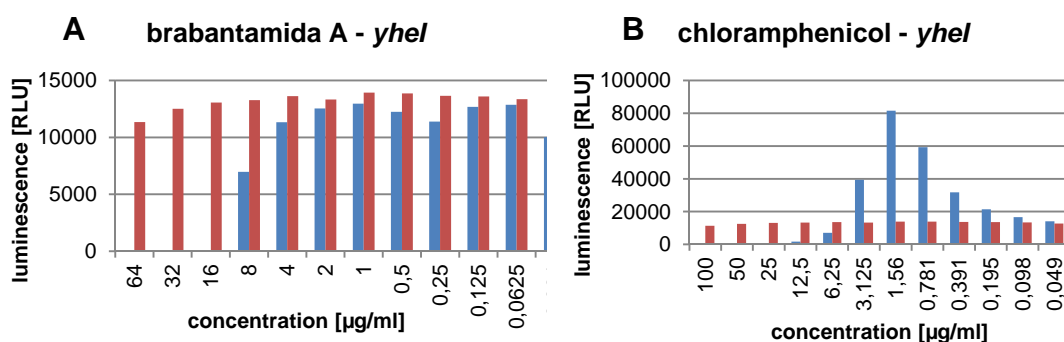 A brabantamida A - yheI
luminescence [RLU]
15000
10000
5000
0
64 32 16 8 4 2 1 0,5 0,25 0,125 0,0625
concentration [µg/ml]
B chloramphenicol - yheI
luminescence [RLU]
100000
80000
60000
40000
20000
0
100 50 25 12,5 6,25 3,125 1,56 0,781 0,391 0,195 0,098 0,049
concentration [µg/ml]